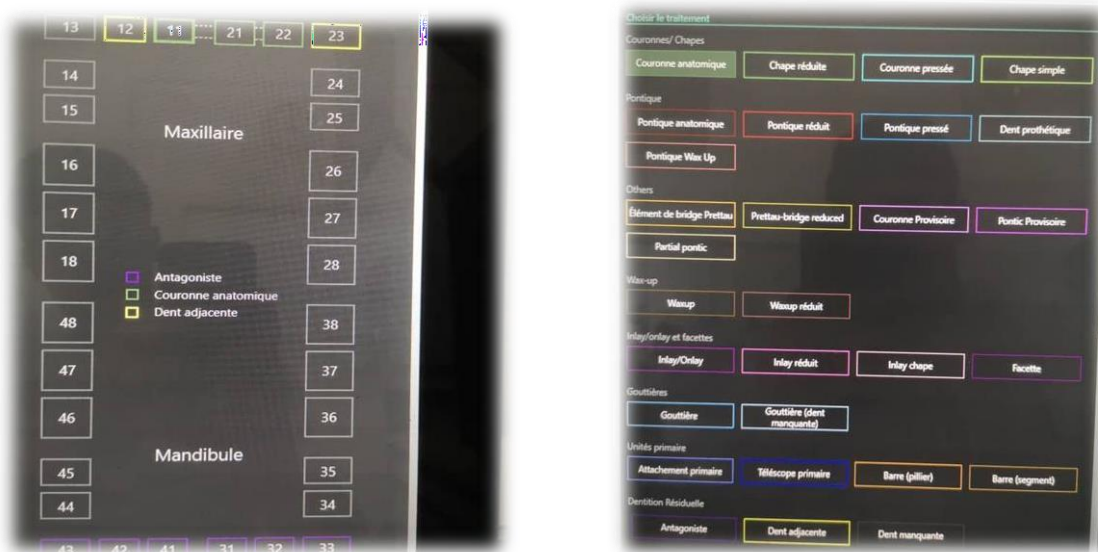 13 12 11 21 22 23
14 24
15 25
Maxillaire
16 26
17 27
18 28
Antagoniste
Couronne anatomique
Dent adjacente
48 38
47 37
46 36
Mandibule
45 35
44 34
43 42 41 31 32 33
Choisir le traitement
Couronnes/ Chapes
Couronne anatomique Chape réduite Couronne pressée Chape simple
Pontique
Pontique anatomique Pontique réduit Pontique pressé Dent prothétique
Pontique Wax Up
Others
Élément de bridge Prettau Prettau-bridge reduced Couronne Provisoire Pontic Provisoire
Partial pontic
Wax-up
Waxup Waxup réduit
Inlay/onlay et facettes
Inlay/Onlay Inlay réduit Inlay chape Facette
Gouttières
Gouttière Gouttière (dent
manquante)
Unités primaire
Attachement primaire Téléscope primaire Barre (pillier) Barre (segment)
Dentition Résiduelle
Antagoniste Dent adjacente Dent manquante